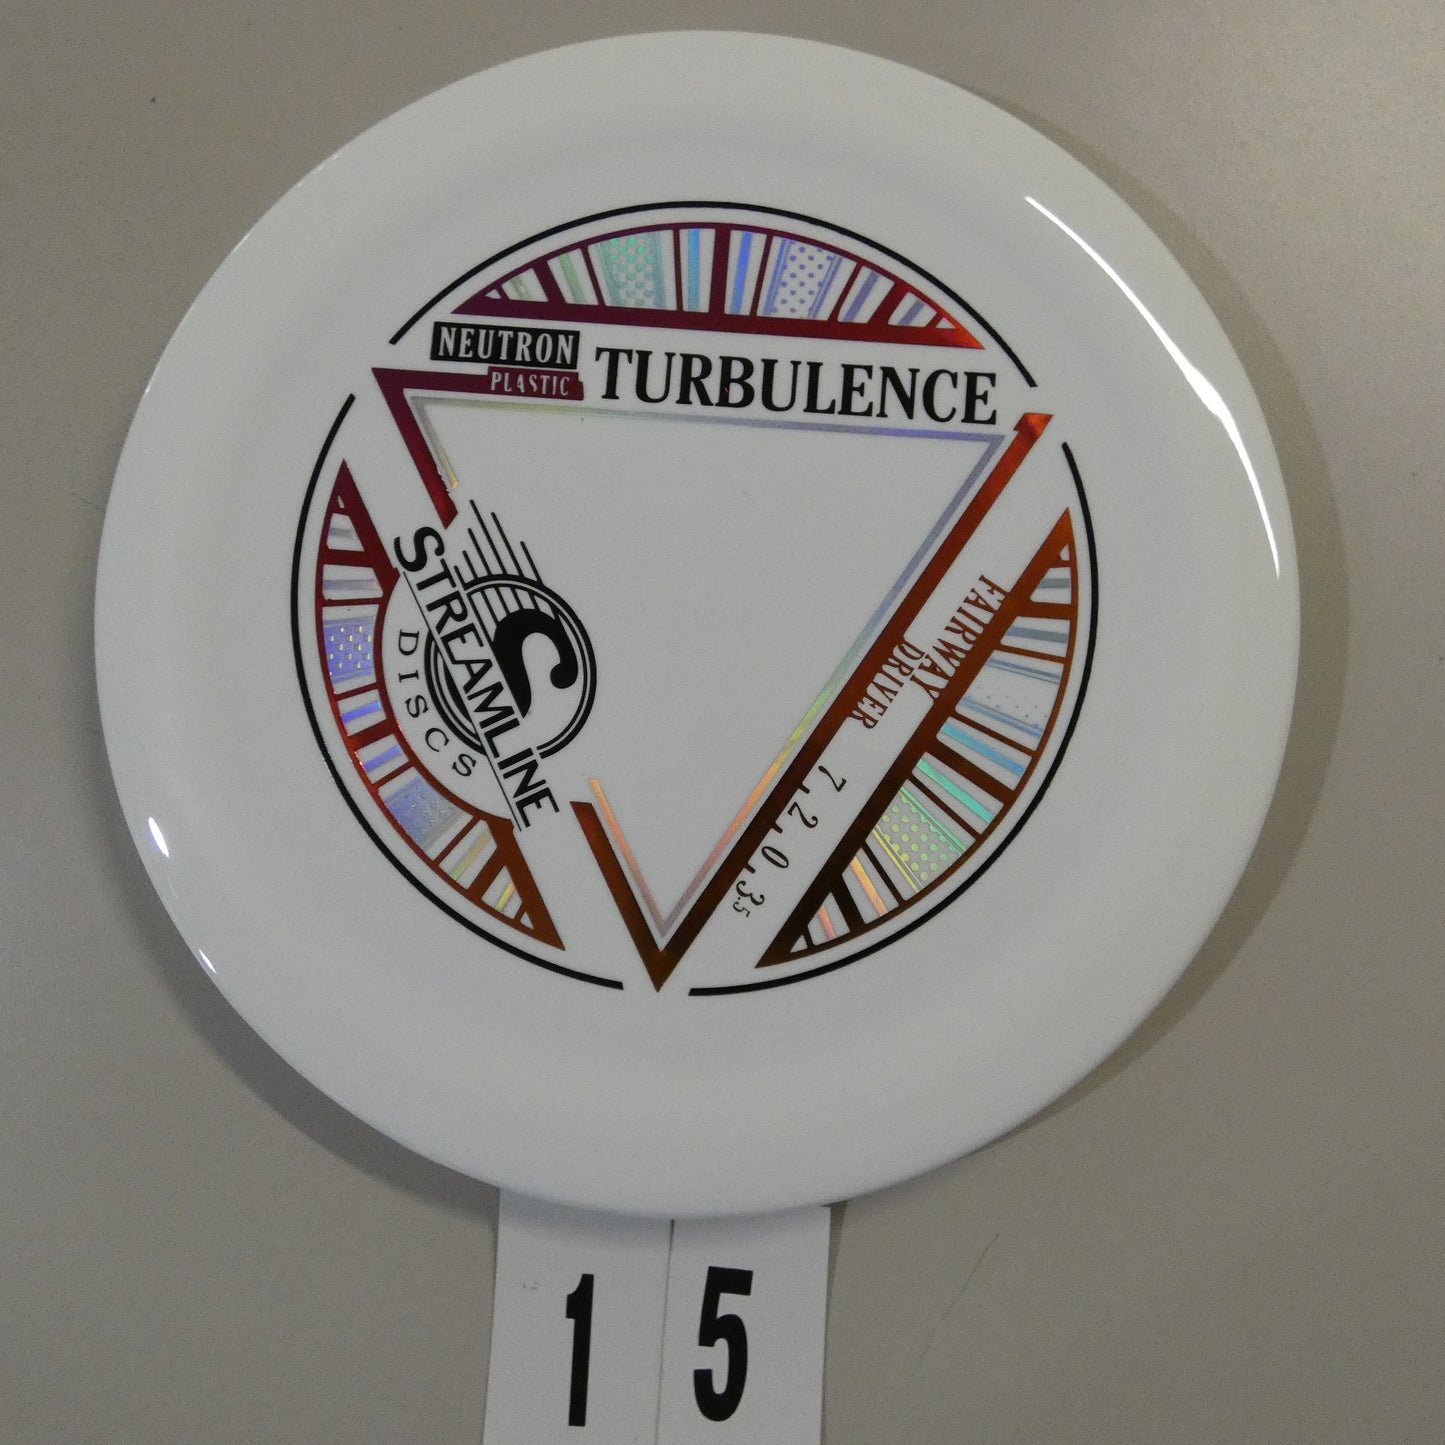 NEUTRON
PLASTIC
TURBULENCE
FAIRWAY
DRIVER
7, 2, 0, 3.5
S
STREAMLINE
DISCS
1 5